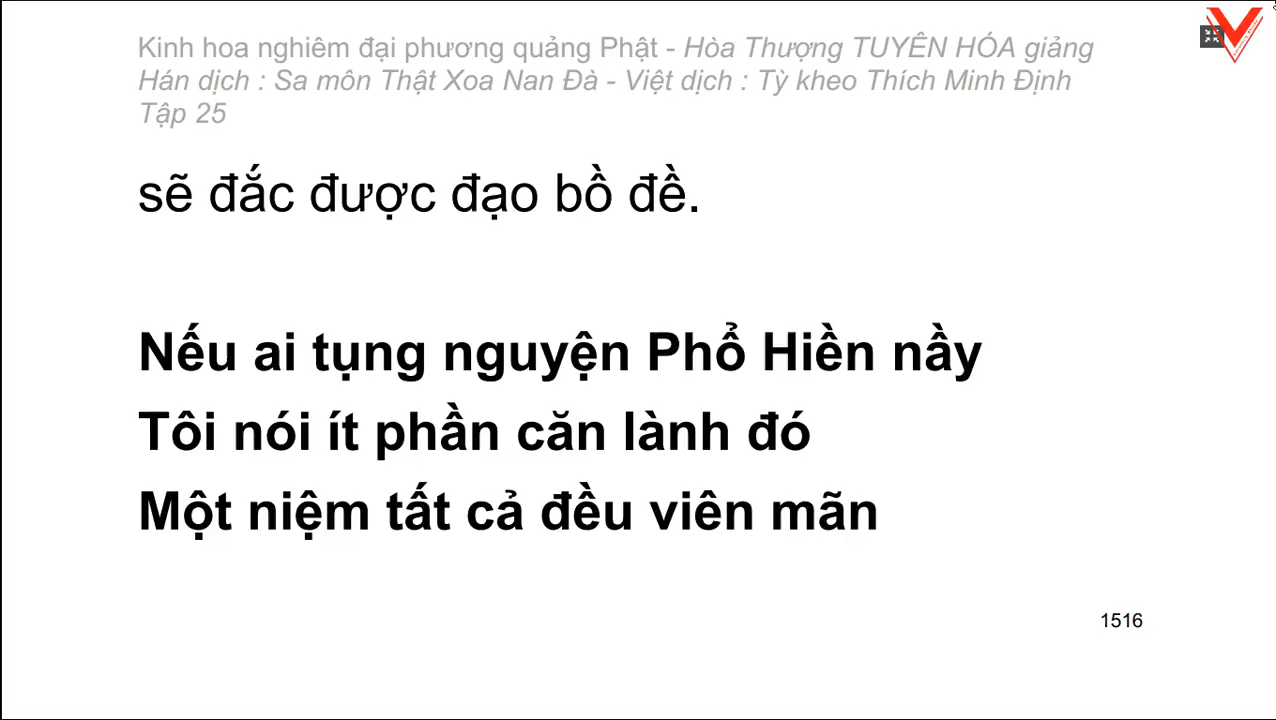 Kinh hoa nghiêm đại phương quảng Phật - Hòa Thượng TUYÊN HÓA giảng
Hán dịch : Sa môn Thật Xoa Nan Đà - Việt dịch : Tỳ kheo Thích Minh Định
Tập 25
sẽ đắc được đạo bồ đề.
Nếu ai tụng nguyện Phổ Hiền nầy
Tôi nói ít phần căn lành đó
Một niệm tất cả đều viên mãn
1516